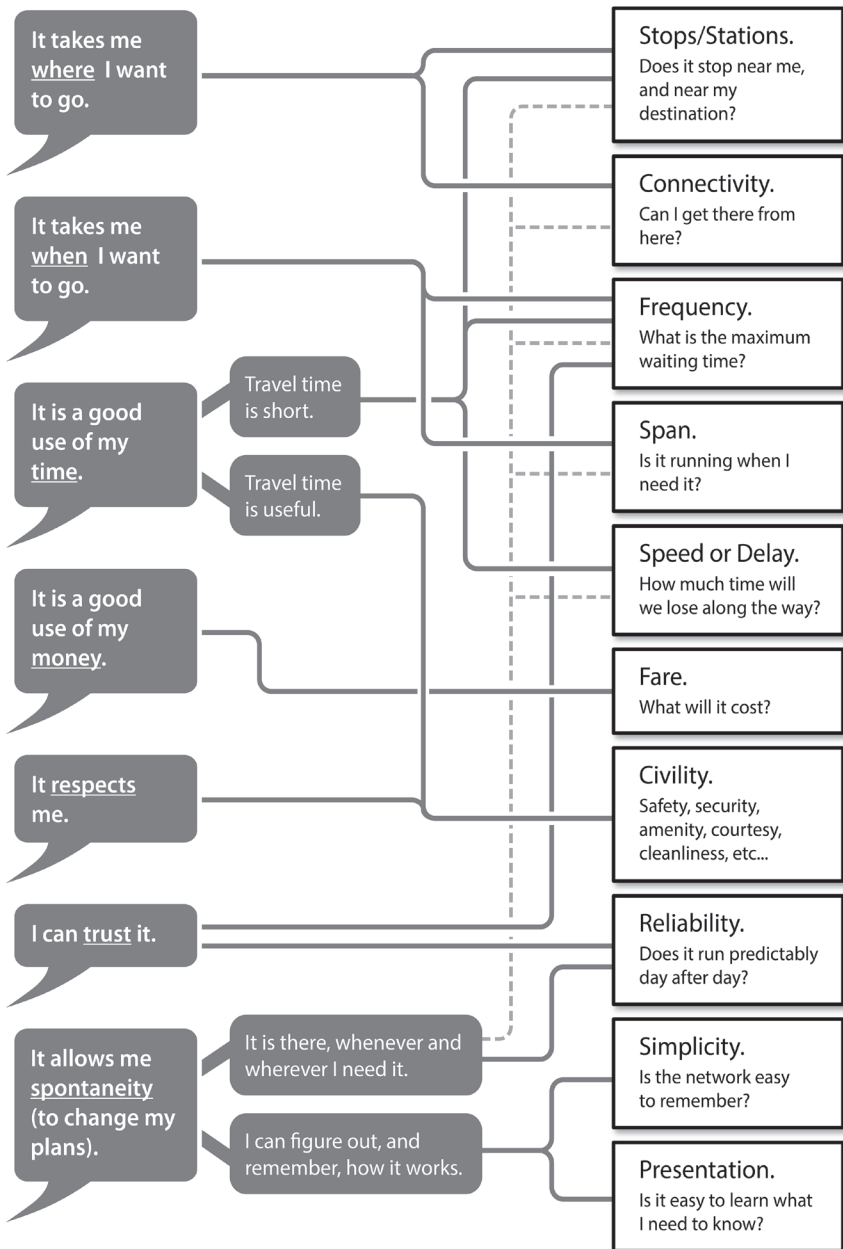 It takes me
where I want
to go.
It takes me
when I want
to go.
It is a good
use of my
time.
Travel time
is short.
Travel time
is useful.
It is a good
use of my
money.
It respects
me.
I can trust it.
It allows me
spontaneity
(to change my
plans).
It is there, whenever and
wherever I need it.
I can figure out, and
remember, how it works.
Stops/Stations.
Does it stop near me,
and near my
destination?
Connectivity.
Can I get there from
here?
Frequency.
What is the maximum
waiting time?
Span.
Is it running when I
need it?
Speed or Delay.
How much time will
we lose along the way?
Fare.
What will it cost?
Civility.
Safety, security,
amenity, courtesy,
cleanliness, etc...
Reliability.
Does it run predictably
day after day?
Simplicity.
Is the network easy
to remember?
Presentation.
Is it easy to learn what
I need to know?